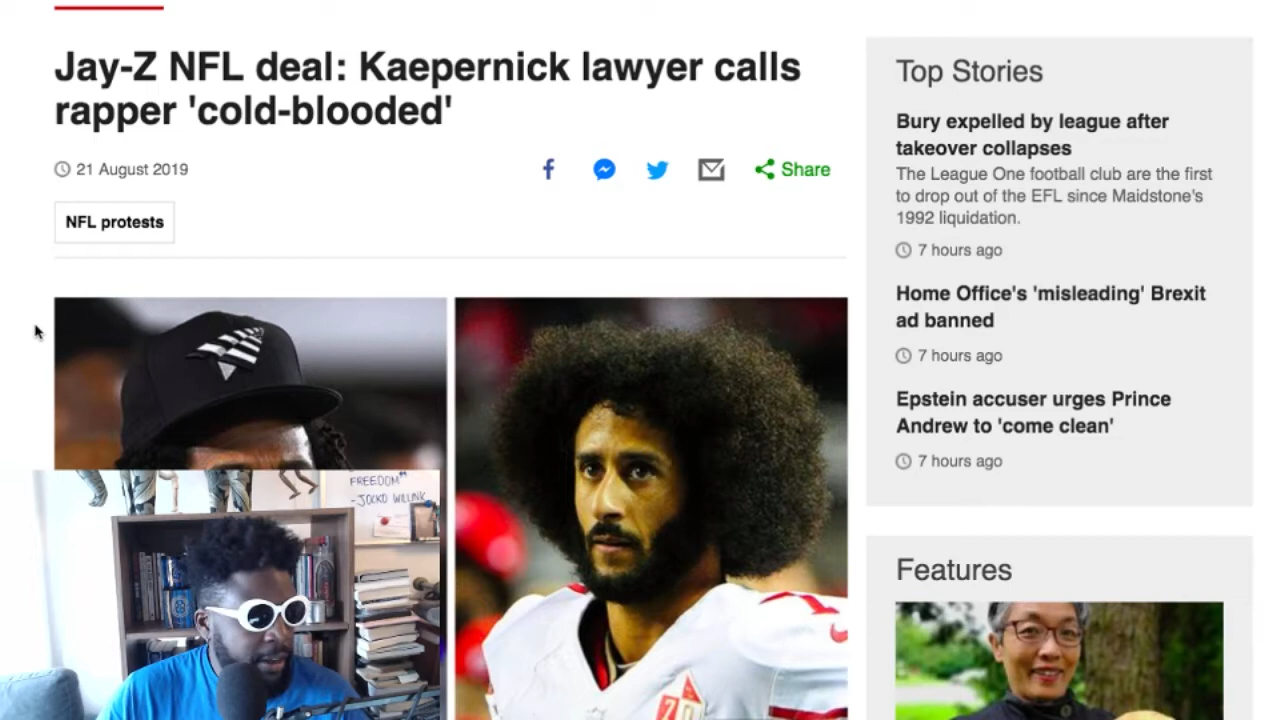 Jay-Z NFL deal: Kaepernick lawyer calls
rapper 'cold-blooded'
21 August 2019
Share
NFL protests
Top Stories
Bury expelled by league after
takeover collapses
The League One football club are the first
to drop out of the EFL since Maidstone's
1992 liquidation.
7 hours ago
Home Office's 'misleading' Brexit
ad banned
7 hours ago
Epstein accuser urges Prince
Andrew to 'come clean'
7 hours ago
Features
FREEDOM"
-JOCKO WILLINK